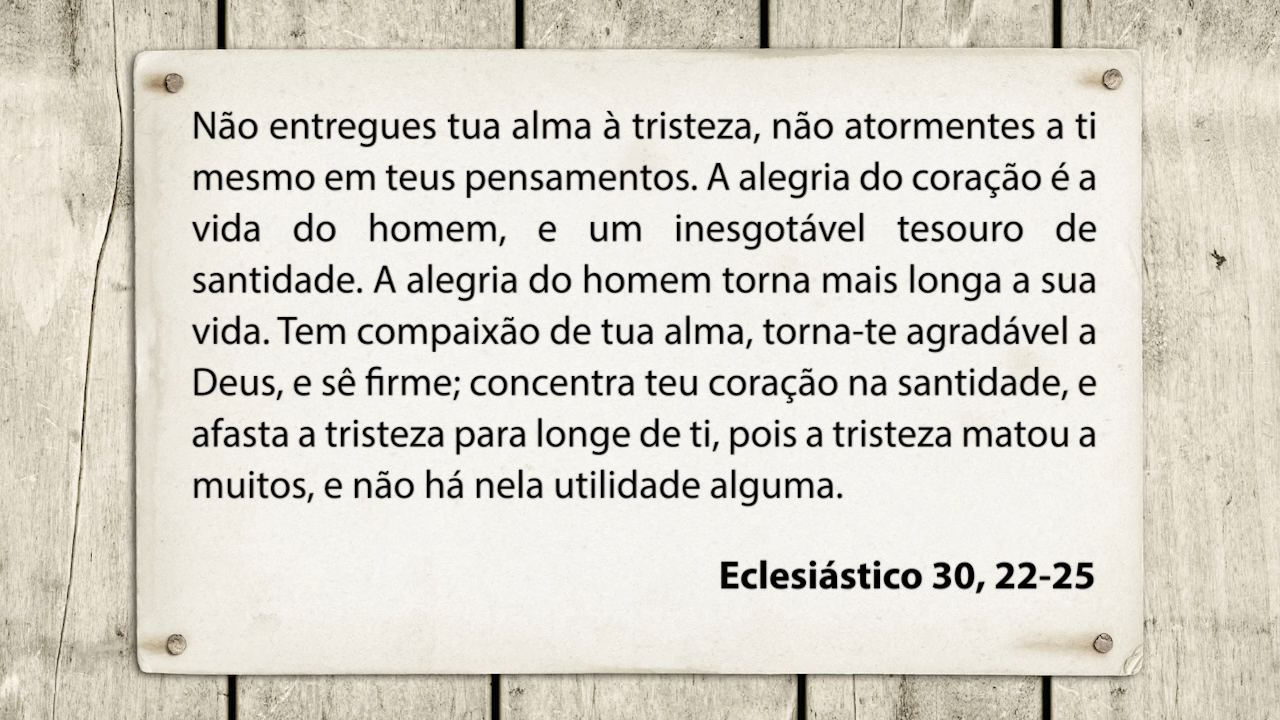 Não entregues tua alma à tristeza, não atormentes a ti
mesmo em teus pensamentos. A alegria do coração é a
vida do homem, e um inesgotável tesouro de
santidade. A alegria do homem torna mais longa a sua
vida. Tem compaixão de tua alma, torna-te agradável a
Deus, e sê firme; concentra teu coração na santidade, e
afasta a tristeza para longe de ti, pois a tristeza matou a
muitos, e não há nela utilidade alguma.
Eclesiástico 30, 22-25